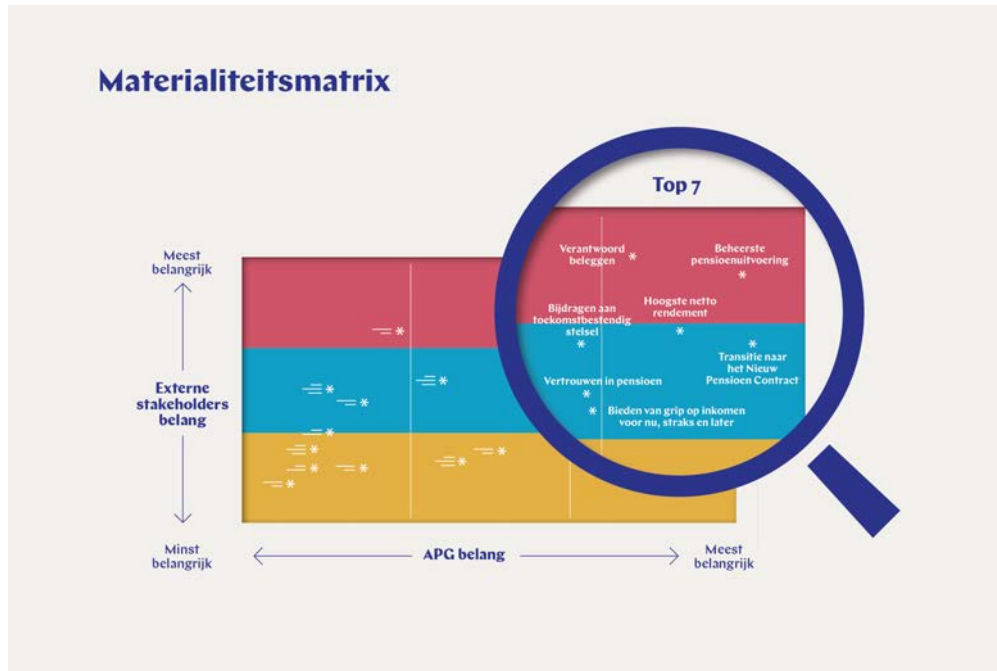 Materialiteitsmatrix
Top 7
Verantwoord
beleggen
Beheerste
pensioenuitvoering
Bijdragen aan
toekomstbestendig
stelsel
Hoogste netto
rendement
Transitie naar
het Nieuw
Pensioen Contract
Vertrouwen in pensioen
Bieden van grip op inkomen
voor nu, straks en later
Meest
belangrijk
Externe
stakeholders
belang
Minst
belangrijk
APG belang
Meest
belangrijk